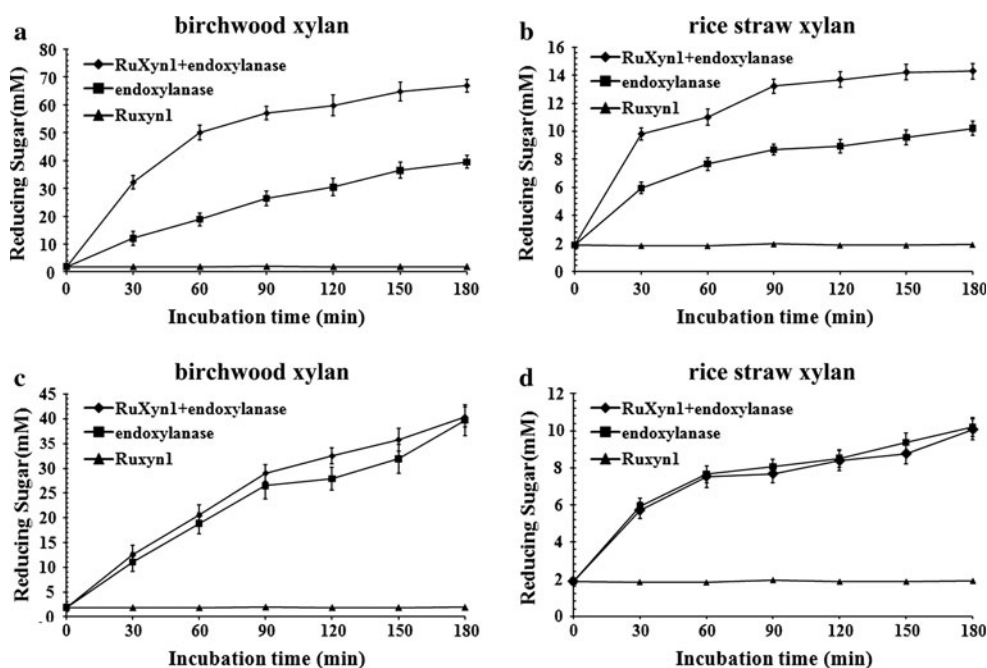 a
birchwood xylan
Reducing Sugar(mM)
80
70
60
50
40
30
20
10
0
RuXyn1+endoxylanase
endoxylanase
Ruxyn1
0 30 60 90 120 150 180
Incubation time (min)
b
rice straw xylan
Reducing Sugar(mM)
16
14
12
10
8
6
4
2
0
RuXyn1+endoxylanase
endoxylanase
Ruxyn1
0 30 60 90 120 150 180
Incubation time (min)
c
birchwood xylan
Reducing Sugar(mM)
45
40
35
30
25
20
15
10
5
0
RuXyn1+endoxylanase
endoxylanase
Ruxyn1
0 30 60 90 120 150 180
Incubation time (min)
d
rice straw xylan
Reducing Sugar(mM)
12
10
8
6
4
2
0
RuXyn1+endoxylanase
endoxylanase
Ruxyn1
0 30 60 90 120 150 180
Incubation time (min)